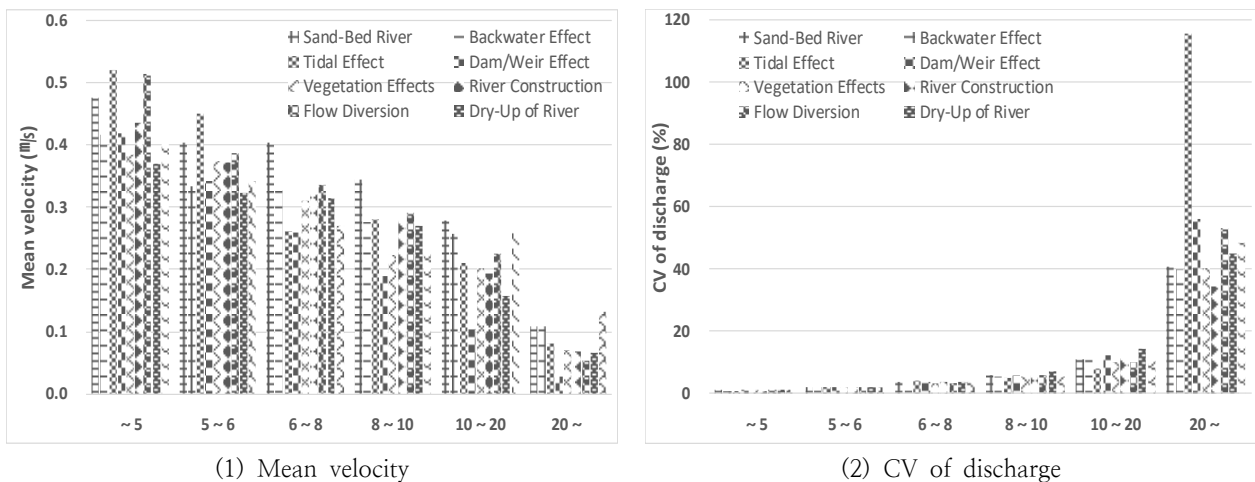 0.6
0.5
0.4
0.3
0.2
0.1
0.0
Mean velocity (㎧)
Sand-Bed River
Backwater Effect
Tidal Effect
Dam/Weir Effect
Vegetation Effects
River Construction
Flow Diversion
Dry-Up of River
~ 5
5 ~ 6
6 ~ 8
8 ~ 10
10 ~ 20
20 ~
(1) Mean velocity
120
100
80
60
40
20
0
CV of discharge (%)
Sand-Bed River
Backwater Effect
Tidal Effect
Dam/Weir Effect
Vegetation Effects
River Construction
Flow Diversion
Dry-Up of River
~ 5
5 ~ 6
6 ~ 8
8 ~ 10
10 ~ 20
20 ~
(2) CV of discharge